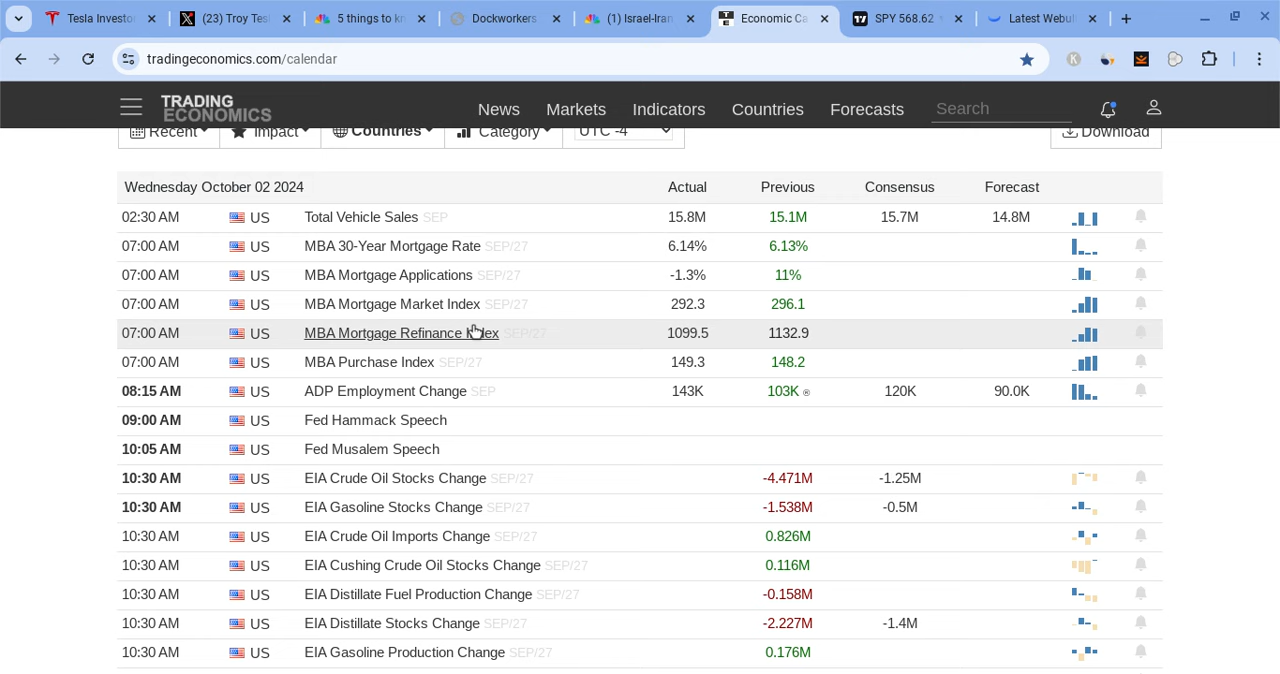 Tesla Investo
(23) Troy Tes
5 things to kn
Dockworkers
(1) Israel-Iran
Economic Ca
SPY 568.62
Latest Webul
tradingeconomics.com/calendar
TRADING ECONOMICS News Markets Indicators Countries Forecasts Search
Recent Impact Countries Category UTC -4 Download
Wednesday October 02 2024 Actual Previous Consensus Forecast
02:30 AM US Total Vehicle Sales SEP 15.8M 15.1M 15.7M 14.8M
07:00 AM US MBA 30-Year Mortgage Rate SEP/27 6.14% 6.13%
07:00 AM US MBA Mortgage Applications SEP/27 -1.3% 11%
07:00 AM US MBA Mortgage Market Index SEP/27 292.3 296.1
07:00 AM US MBA Mortgage Refinance Index SEP/27 1099.5 1132.9
07:00 AM US MBA Purchase Index SEP/27 149.3 148.2
08:15 AM US ADP Employment Change SEP 143K 103K ® 120K 90.0K
09:00 AM US Fed Hammack Speech
10:05 AM US Fed Musalem Speech
10:30 AM US EIA Crude Oil Stocks Change SEP/27 -4.471M -1.25M
10:30 AM US EIA Gasoline Stocks Change SEP/27 -1.538M -0.5M
10:30 AM US EIA Crude Oil Imports Change SEP/27 0.826M
10:30 AM US EIA Cushing Crude Oil Stocks Change SEP/27 0.116M
10:30 AM US EIA Distillate Fuel Production Change SEP/27 -0.158M
10:30 AM US EIA Distillate Stocks Change SEP/27 -2.227M -1.4M
10:30 AM US EIA Gasoline Production Change SEP/27 0.176M